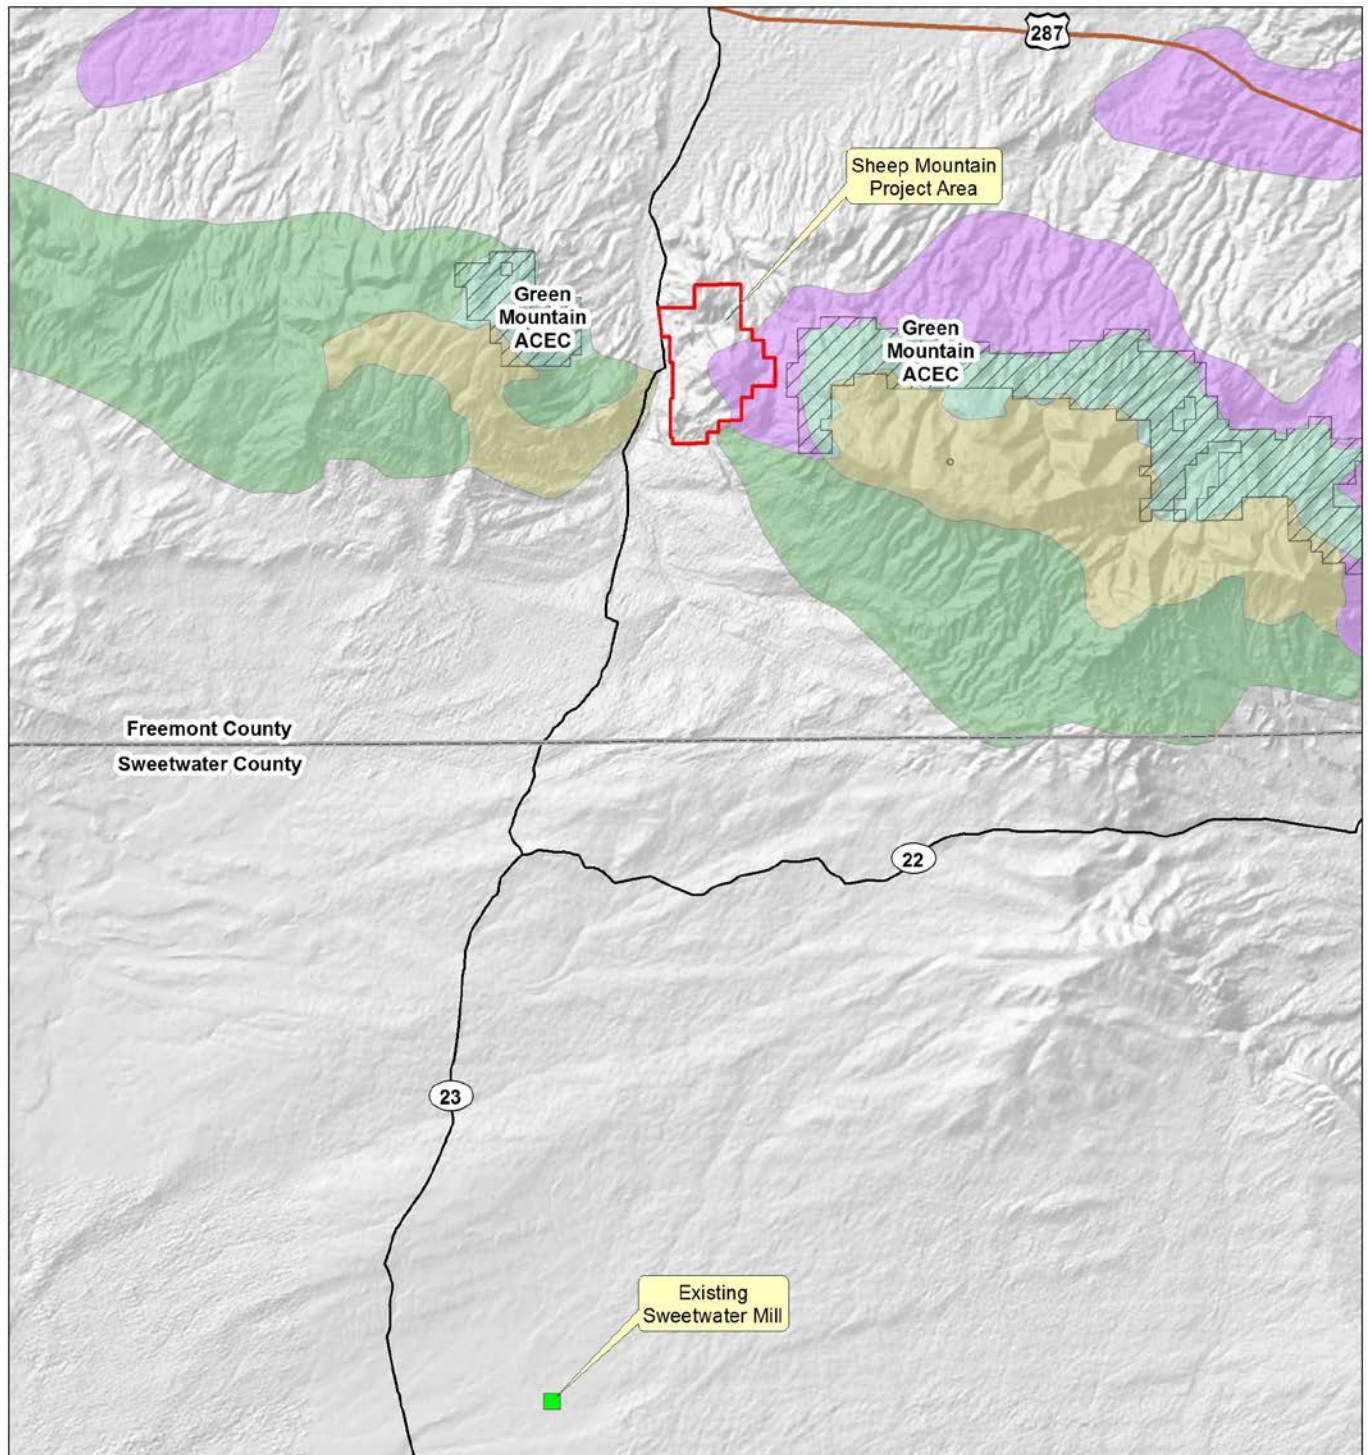 287
Sheep Mountain
Project Area
Green
Mountain
ACEC
Green
Mountain
ACEC
Freemont County
Sweetwater County
22
23
Existing
Sweetwater Mill